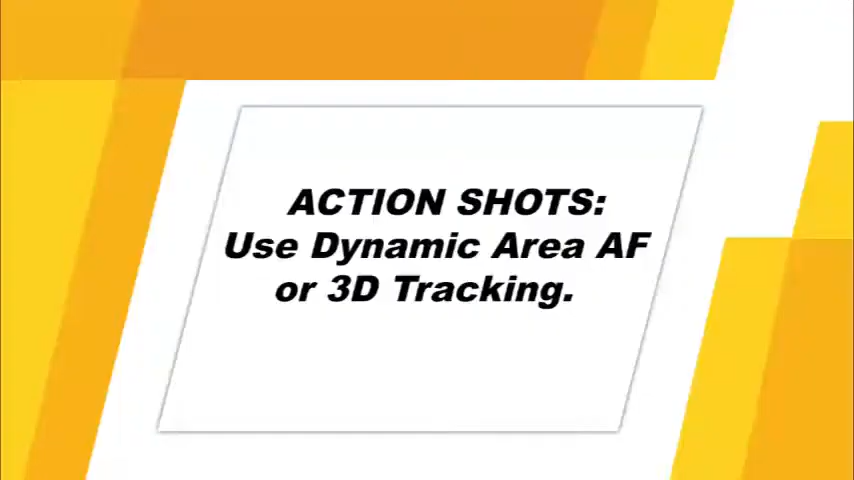 ACTION SHOTS:
Use Dynamic Area AF
or 3D Tracking.